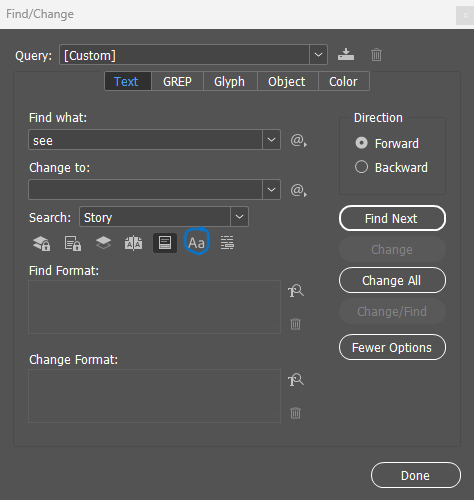 Find/Change
x
Query: [Custom]
Text GREP Glyph Object Color
Find what:
see
@
Change to:
@
Search: Story
Aa
Find Format:
Change Format:
Direction
Forward
Backward
Find Next
Change
Change All
Change/Find
Fewer Options
Done